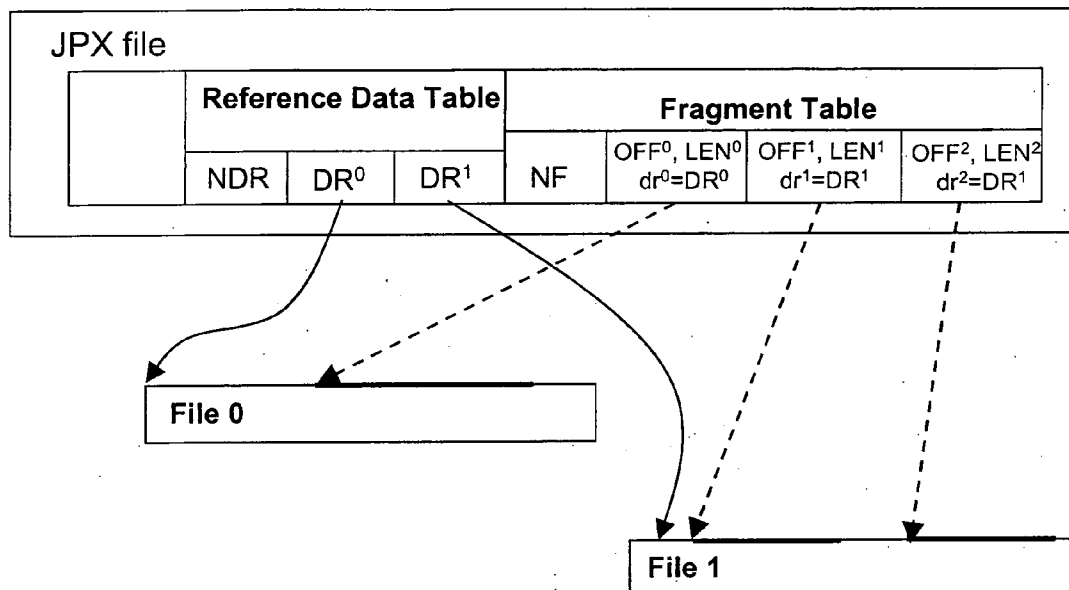 JPX file
Reference Data Table
Fragment Table
NDR
DR⁰
DR¹
NF
OFF⁰, LEN⁰
dr⁰=DR⁰
OFF¹, LEN¹
dr¹=DR¹
OFF², LEN²
dr²=DR¹
File 0
File 1